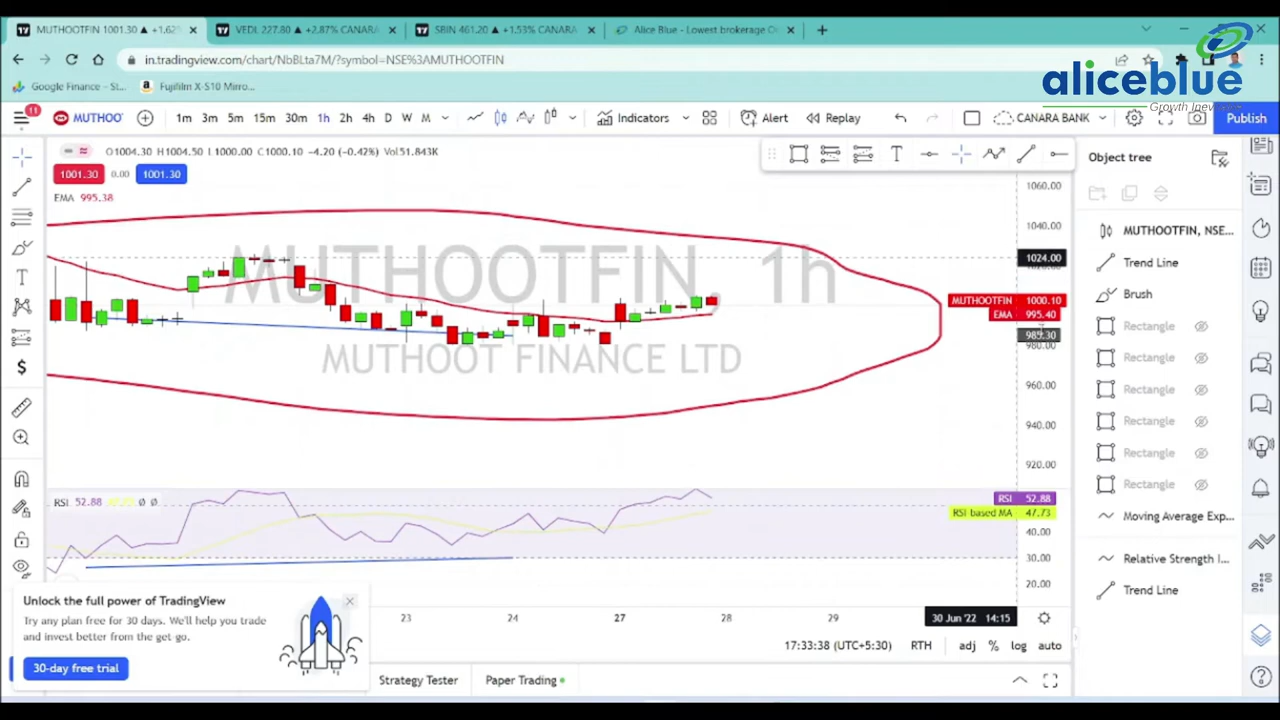 MUTHOOTFIN 1001.30 ▲ +1.62%
VEDL 227.80 ▲ +2.87% CANARA
SBIN 461.20 ▲ +1.53% CANARA
Alice Blue - Lowest brokerage O
in.tradingview.com/chart/NbBLta7M/?symbol=NSE%3AMUTHOOTFIN
aliceblue
Google Finance - St...
Fujifilm X-S10 Mirro...
11
MUTHOO
1m 3m 5m 15m 30m 1h 2h 4h D W M
Indicators
Alert
Replay
CANARA BANK
Publish
O1004.30 H1004.50 L1000.00 C1000.10 -4.20 (-0.42%) Vol51.843K
1001.30 0.00 1001.30
EMA 995.38
MUTHOOTFIN, 1h
MUTHOOT FINANCE LTD
1060.00
1040.00
1024.00
MUTHOOTFIN 1000.10
EMA 995.40
980.00
960.00
940.00
920.00
RSI 52.88
RSI 52.88
RSI based MA 47.73
40.00
30.00
20.00
Object tree
MUTHOOTFIN, NSE...
Trend Line
Brush
Rectangle
Rectangle
Rectangle
Rectangle
Rectangle
Rectangle
Moving Average Exp...
Relative Strength I...
Trend Line
23 24 27 28 29
30 Jun '22 14:15
Unlock the full power of TradingView
Try any plan free for 30 days. We'll help you trade
and invest better from the get-go.
30-day free trial
17:33:38 (UTC+5:30) RTH adj % log auto
Strategy Tester
Paper Trading